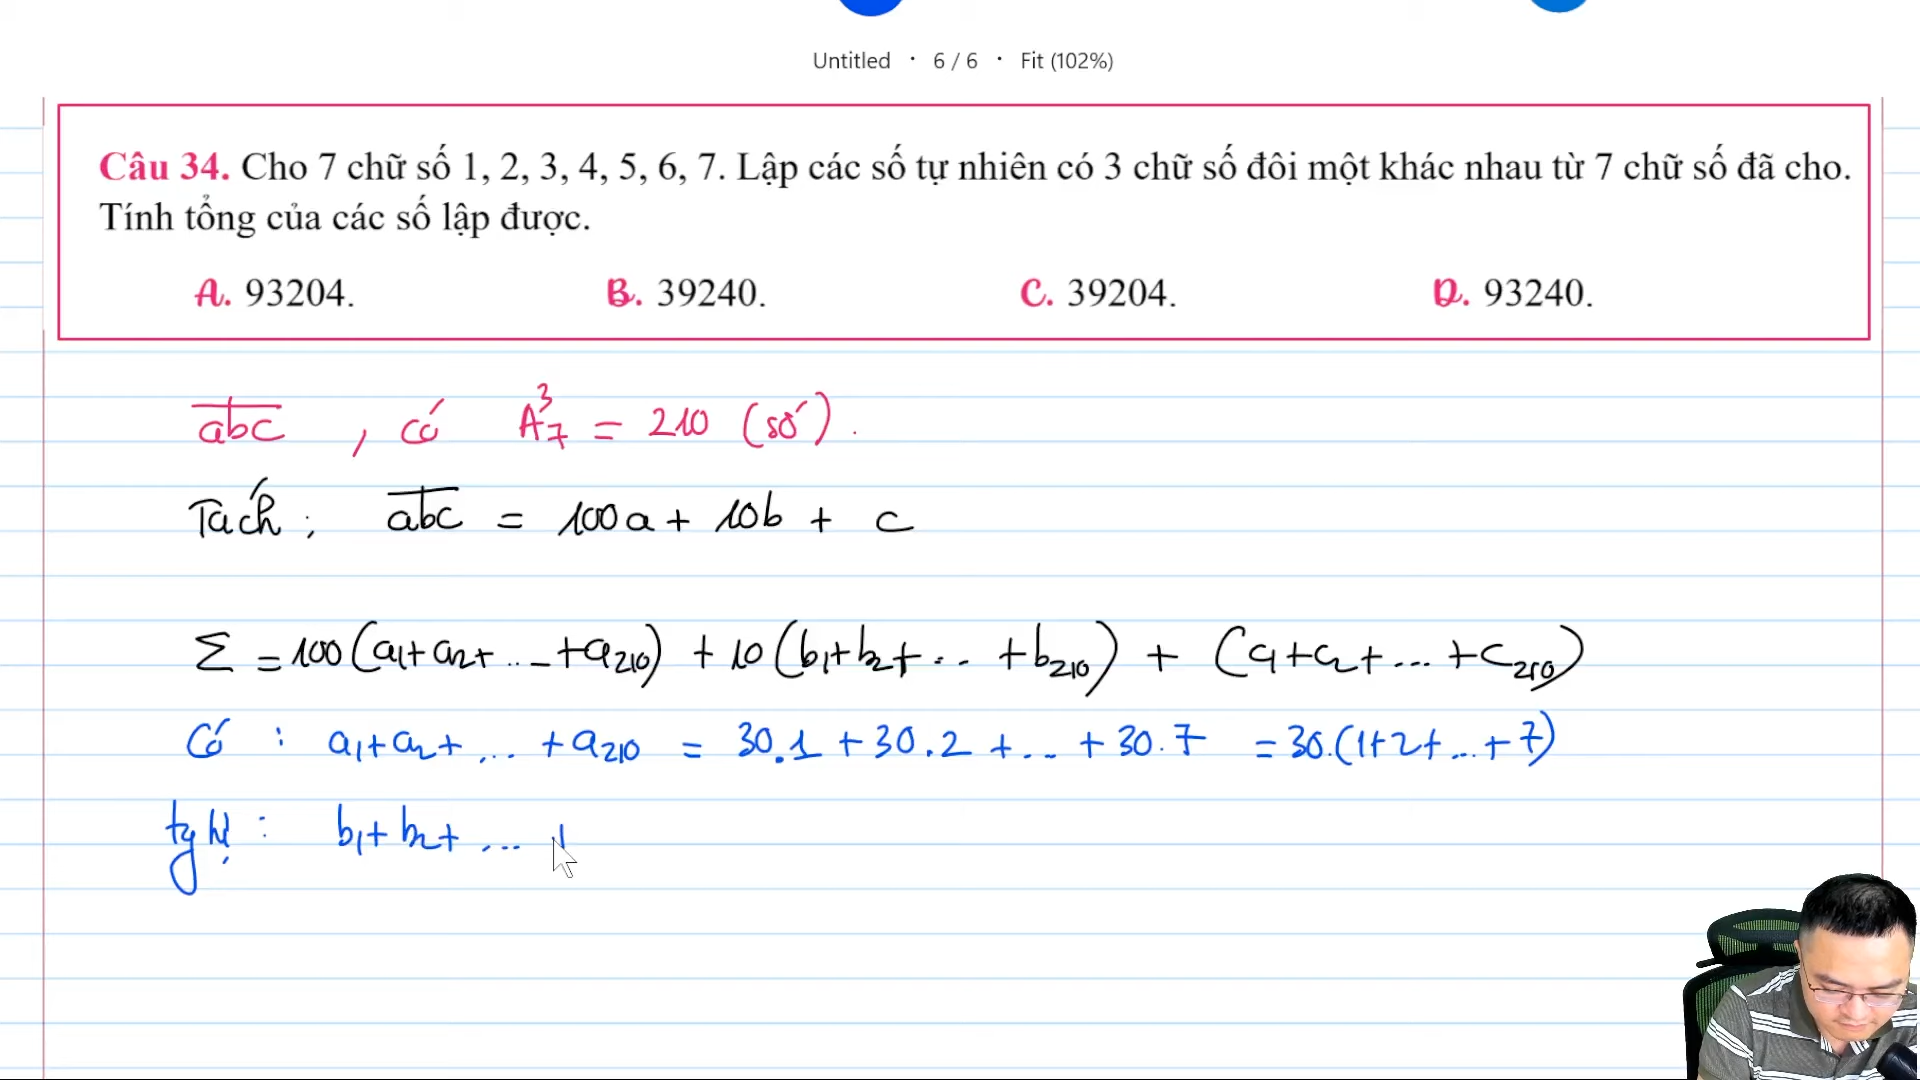 Untitled · 6 / 6 · Fit (102%)
Câu 34. Cho 7 chữ số 1, 2, 3, 4, 5, 6, 7. Lập các số tự nhiên có 3 chữ số đôi một khác nhau từ 7 chữ số đã cho.
Tính tổng của các số lập được.
A. 93204. B. 39240. C. 39204. D. 93240.
abc , có A³₇ = 210 (số).
Tách : abc = 100a + 10b + c
Σ = 100(a₁+a₂+...+a₂₁₀) + 10(b₁+b₂+...+b₂₁₀) + (c₁+c₂+...+c₂₁₀)
Có : a₁+a₂+...+a₂₁₀ = 30.1 + 30.2 + ... + 30.7 = 30.(1+2+...+7)
b₁+b₂+ ... +